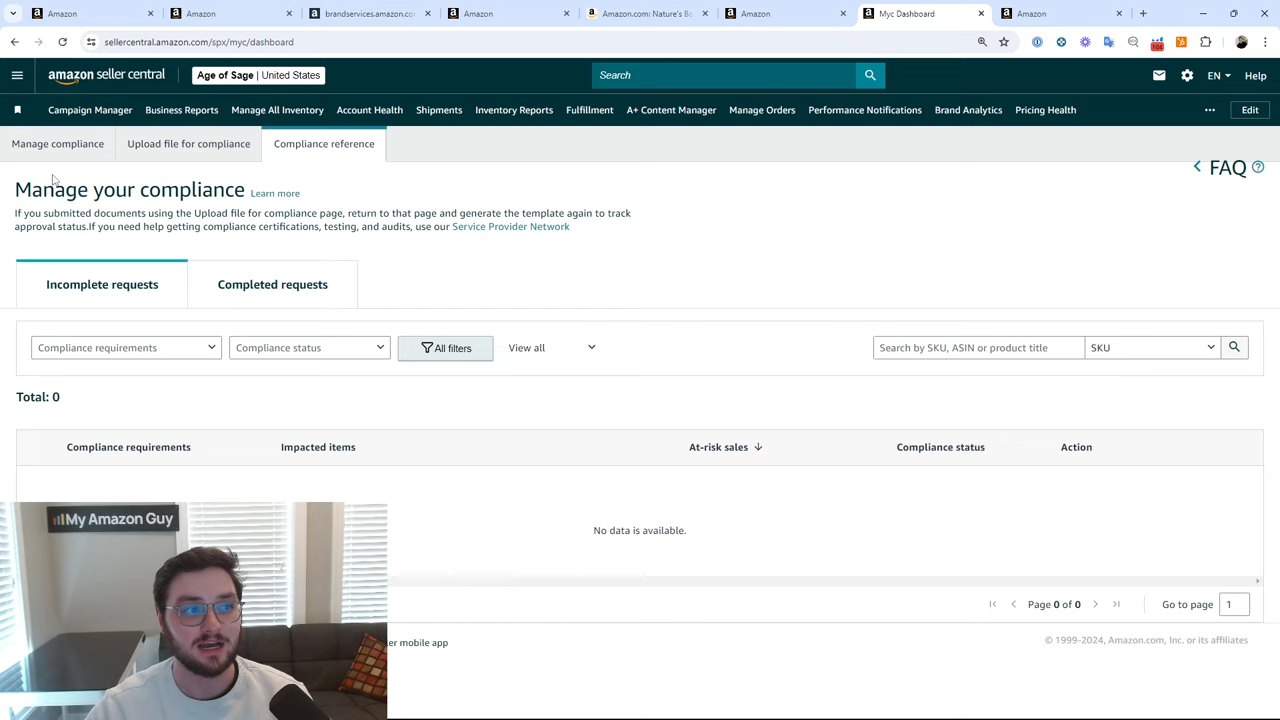 Amazon
Amazon
brandservices.amazon.co
Amazon
Amazon.com: Nature's Bo
Amazon
Myc Dashboard
Amazon
sellercentral.amazon.com/spx/myc/dashboard
104
amazon seller central
Age of Sage | United States
Search
EN
Help
Campaign Manager
Business Reports
Manage All Inventory
Account Health
Shipments
Inventory Reports
Fulfillment
A+ Content Manager
Manage Orders
Performance Notifications
Brand Analytics
Pricing Health
Edit
Manage compliance
Upload file for compliance
Compliance reference
FAQ
Manage your compliance Learn more
If you submitted documents using the Upload file for compliance page, return to that page and generate the template again to track
approval status.If you need help getting compliance certifications, testing, and audits, use our Service Provider Network
Incomplete requests
Completed requests
Compliance requirements
Compliance status
All filters
View all
Search by SKU, ASIN or product title
SKU
Total: 0
Compliance requirements
Impacted items
At-risk sales
Compliance status
Action
No data is available.
My Amazon Guy
Page 0 of 0
Go to page
1
er mobile app
© 1999-2024, Amazon.com, Inc. or its affiliates